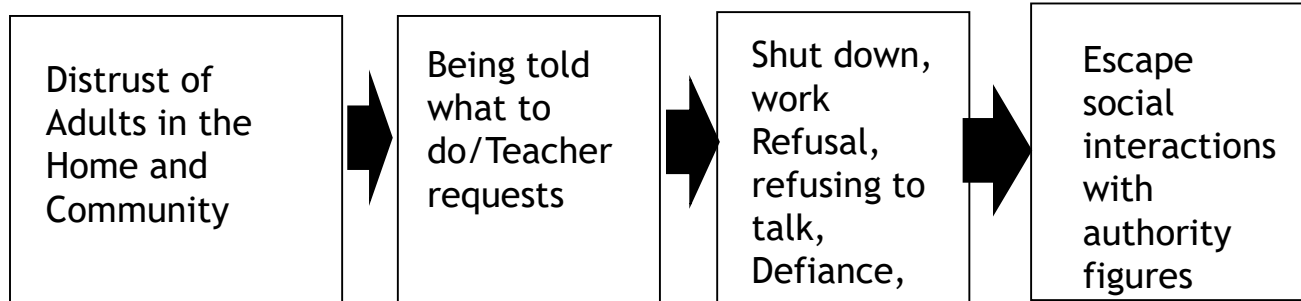 Distrust of
Adults in the
Home and
Community
Being told
what to
do/Teacher
requests
Shut down,
work
Refusal,
refusing to
talk,
Defiance,
Escape
social
interactions
with
authority
figures